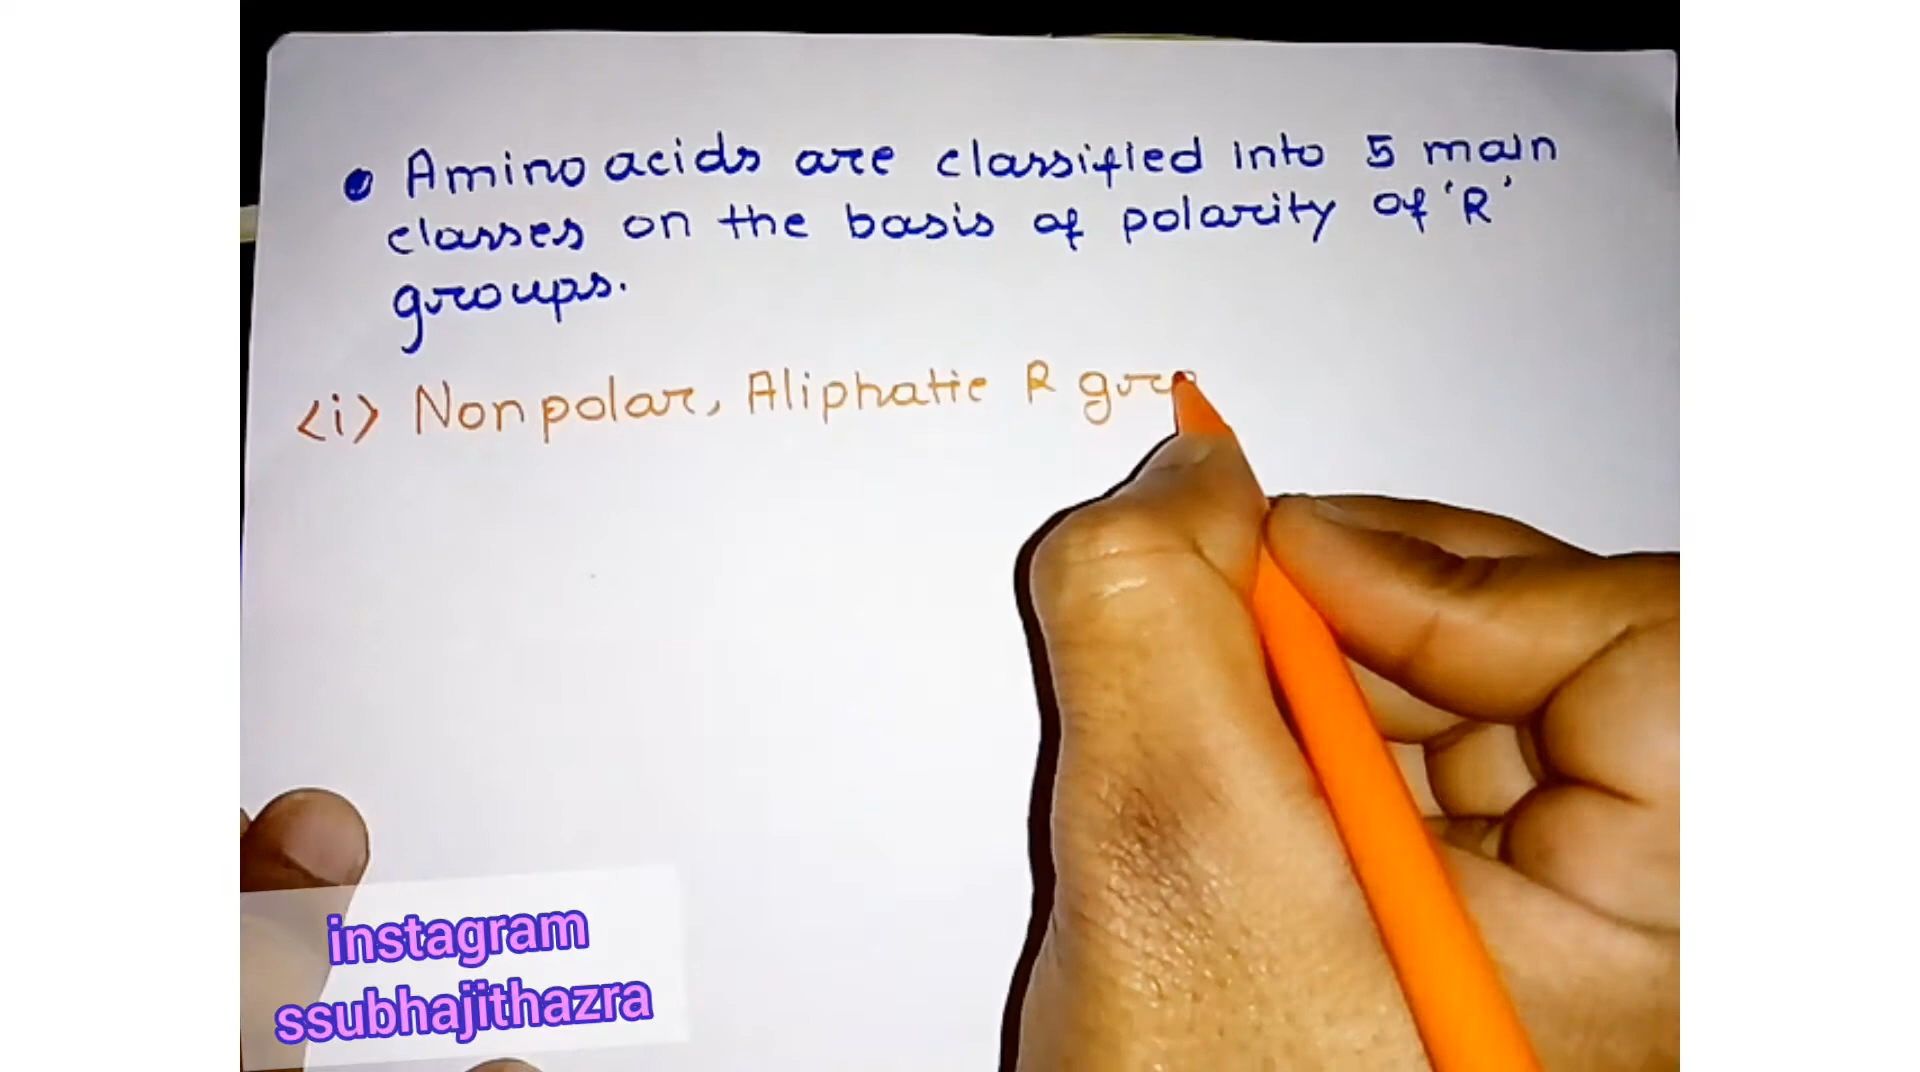 • Amino acids are classified into 5 main
classes on the basis of polarity of 'R'
groups.
<i> Nonpolar, Aliphatic R gro
instagram
ssubhajithazra